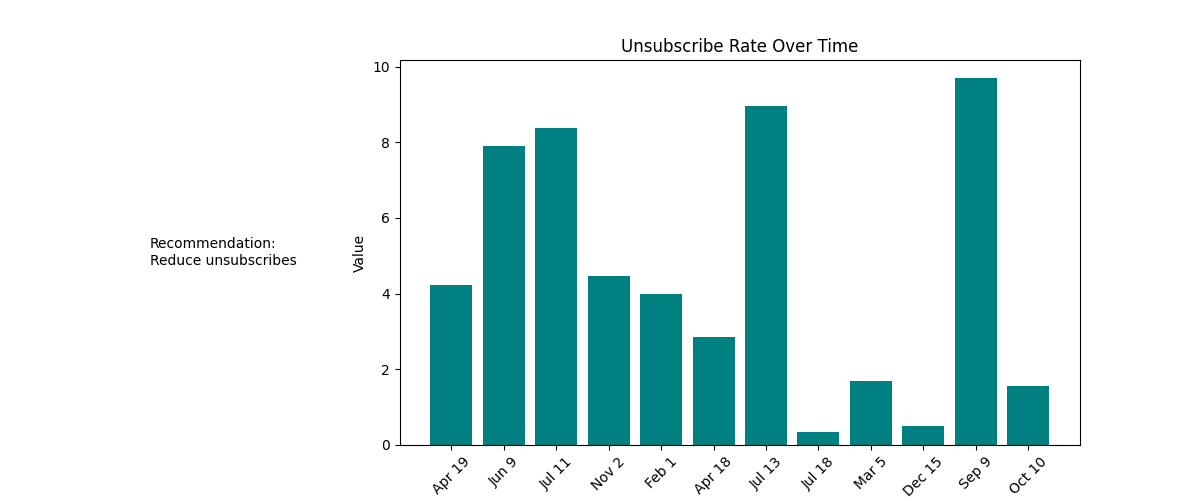 Unsubscribe Rate Over Time
10
8
6
4
2
0
Value
Recommendation:
Reduce unsubscribes
Apr 19
Jun 9
Jul 11
Nov 2
Feb 1
Apr 18
Jul 13
Jul 18
Mar 5
Dec 15
Sep 9
Oct 10